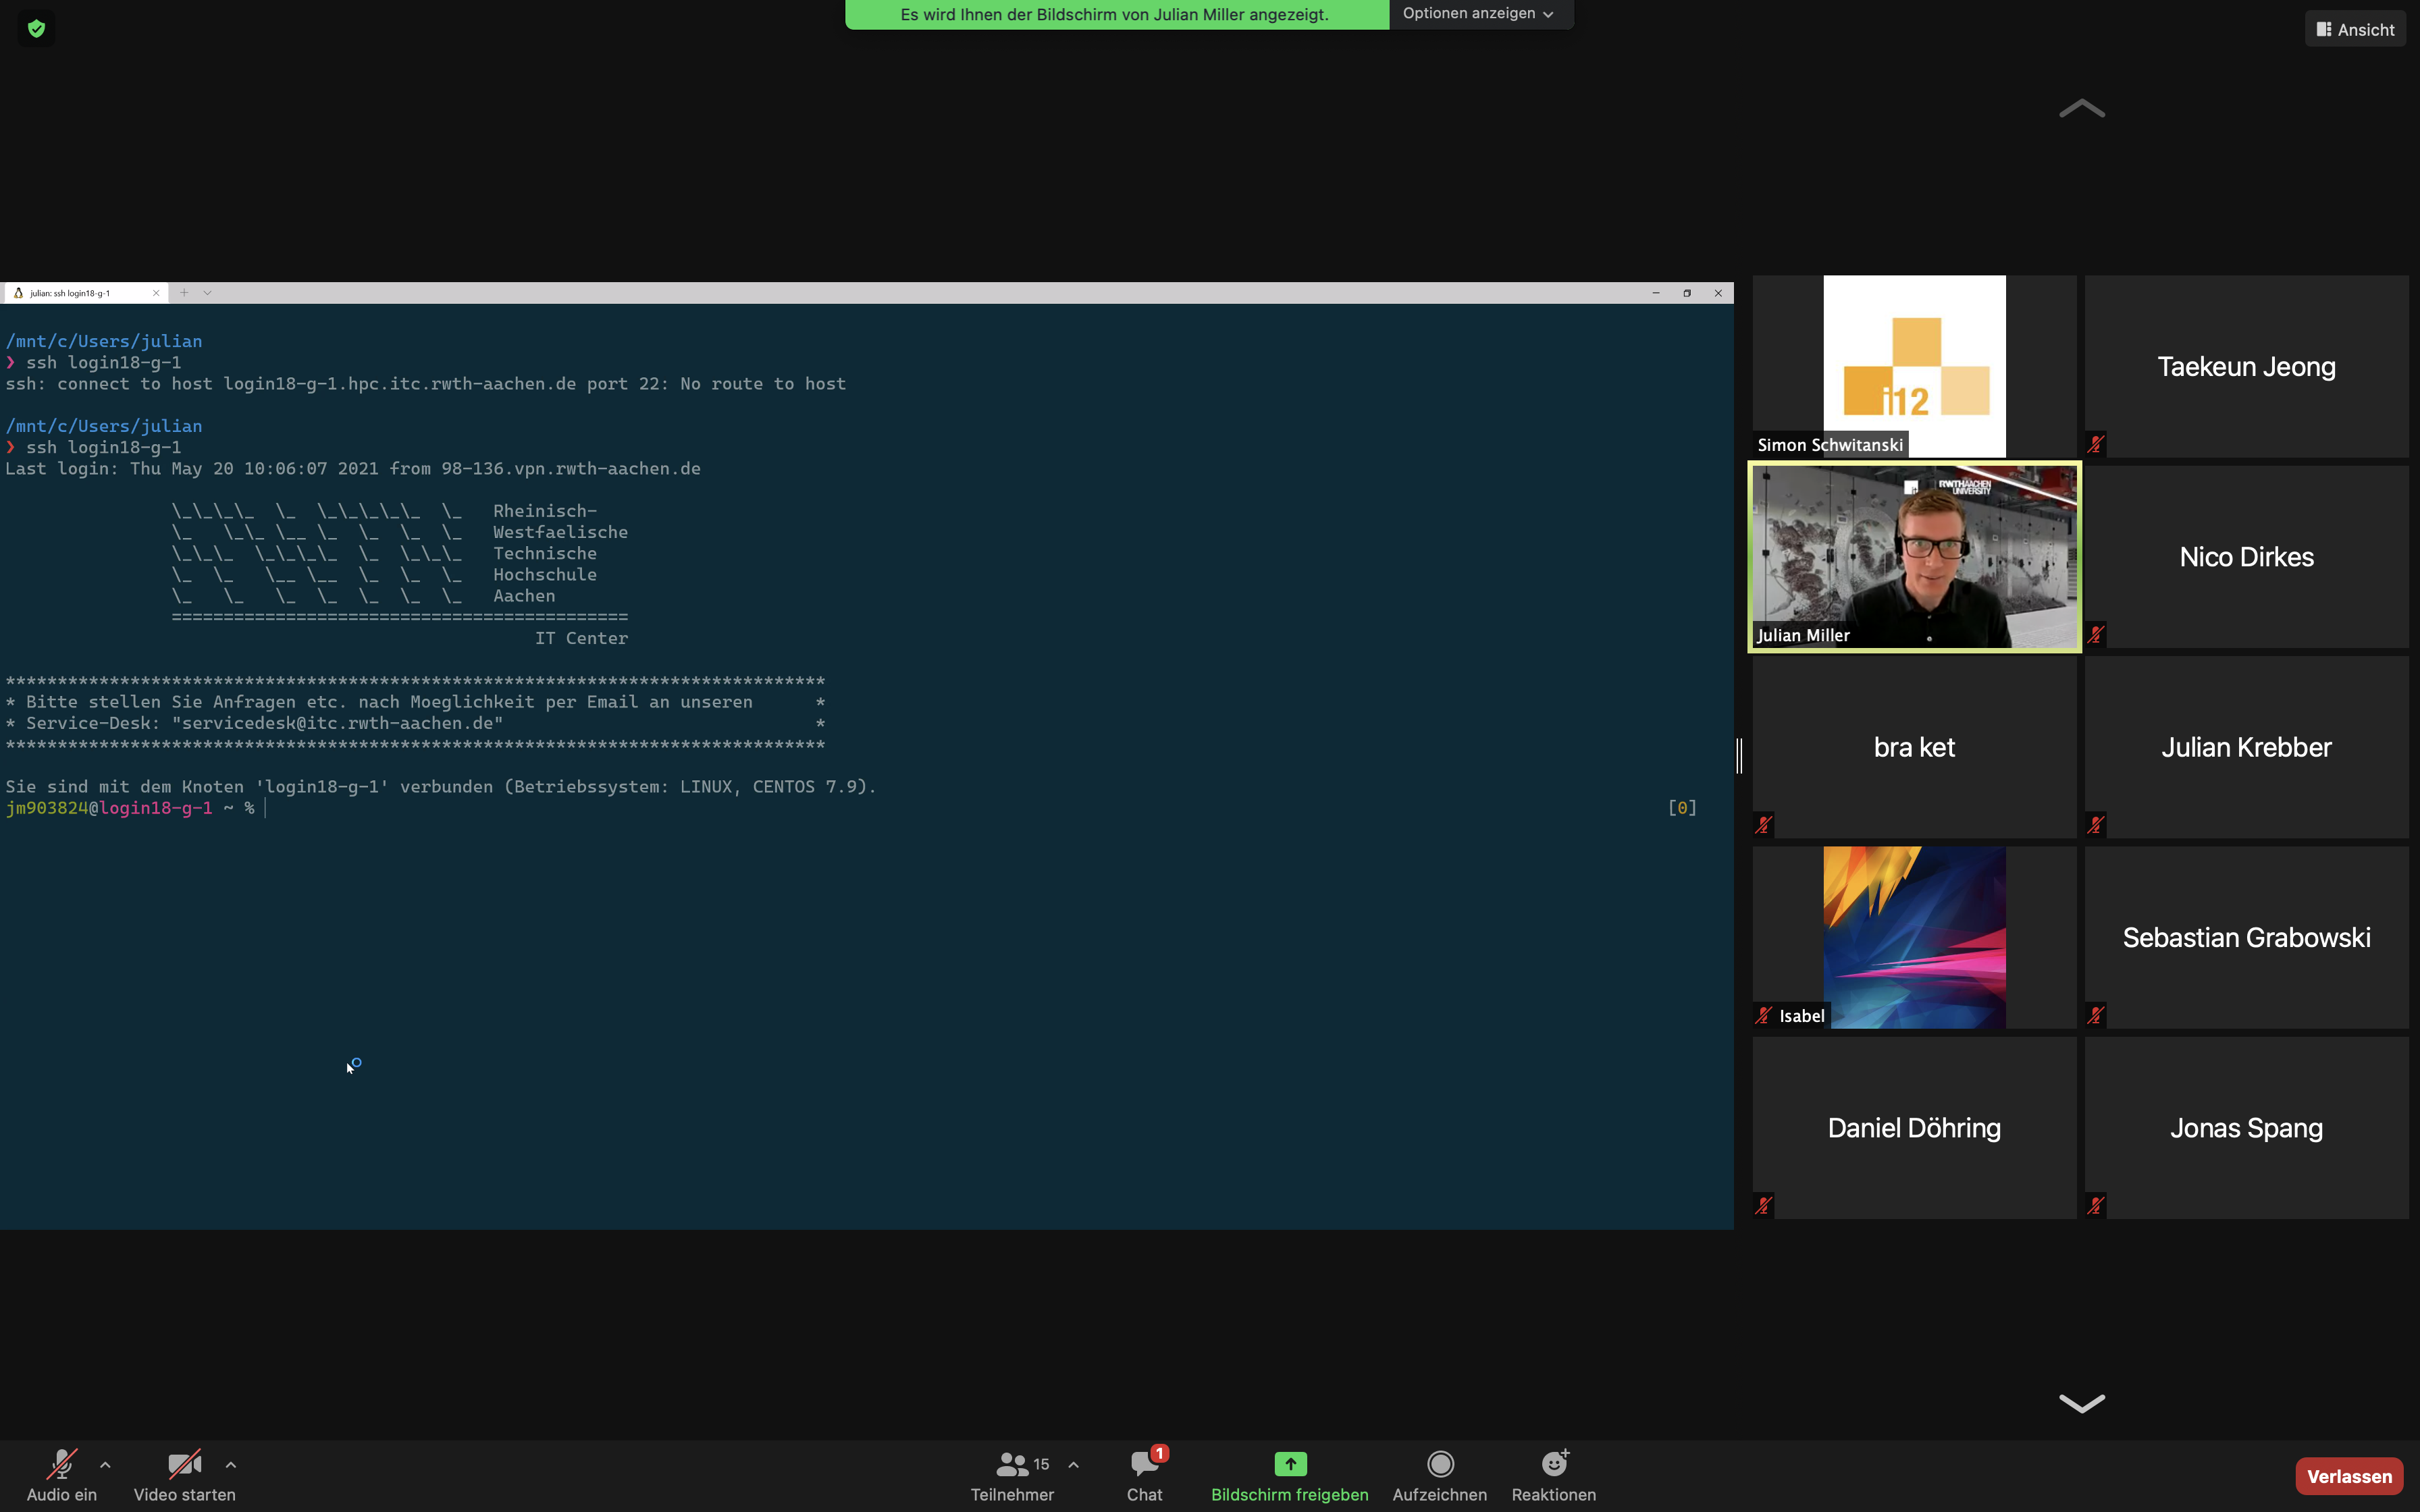 Es wird Ihnen der Bildschirm von Julian Miller angezeigt.
Optionen anzeigen
Ansicht
julian: ssh login18-g-1
/mnt/c/Users/julian
❯ ssh login18-g-1
ssh: connect to host login18-g-1.hpc.itc.rwth-aachen.de port 22: No route to host
/mnt/c/Users/julian
❯ ssh login18-g-1
Last login: Thu May 20 10:06:07 2021 from 98-136.vpn.rwth-aachen.de
\_\_\_\_  \_  \_\_\_\_\_  \_   Rheinisch-
\_   \_\_ \__ \_  \_  \_  \_   Westfaelische
\_\_\_  \_\_\_\_  \_  \_\_\_   Technische
\_  \_   \__ \__  \_  \_  \_   Hochschule
\_   \_   \_  \_  \_  \_  \_   Aachen
============================================
IT Center
*******************************************************************************
* Bitte stellen Sie Anfragen etc. nach Moeglichkeit per Email an unseren      *
* Service-Desk: "servicedesk@itc.rwth-aachen.de"                              *
*******************************************************************************
Sie sind mit dem Knoten 'login18-g-1' verbunden (Betriebssystem: LINUX, CENTOS 7.9).
jm903824@login18-g-1 ~ % [0]
i12
Simon Schwitanski
Taekeun Jeong
RWTH AACHEN
UNIVERSITY
Julian Miller
Nico Dirkes
bra ket
Julian Krebber
Isabel
Sebastian Grabowski
Daniel Döhring
Jonas Spang
Audio ein
Video starten
15
Teilnehmer
1
Chat
Bildschirm freigeben
Aufzeichnen
Reaktionen
Verlassen